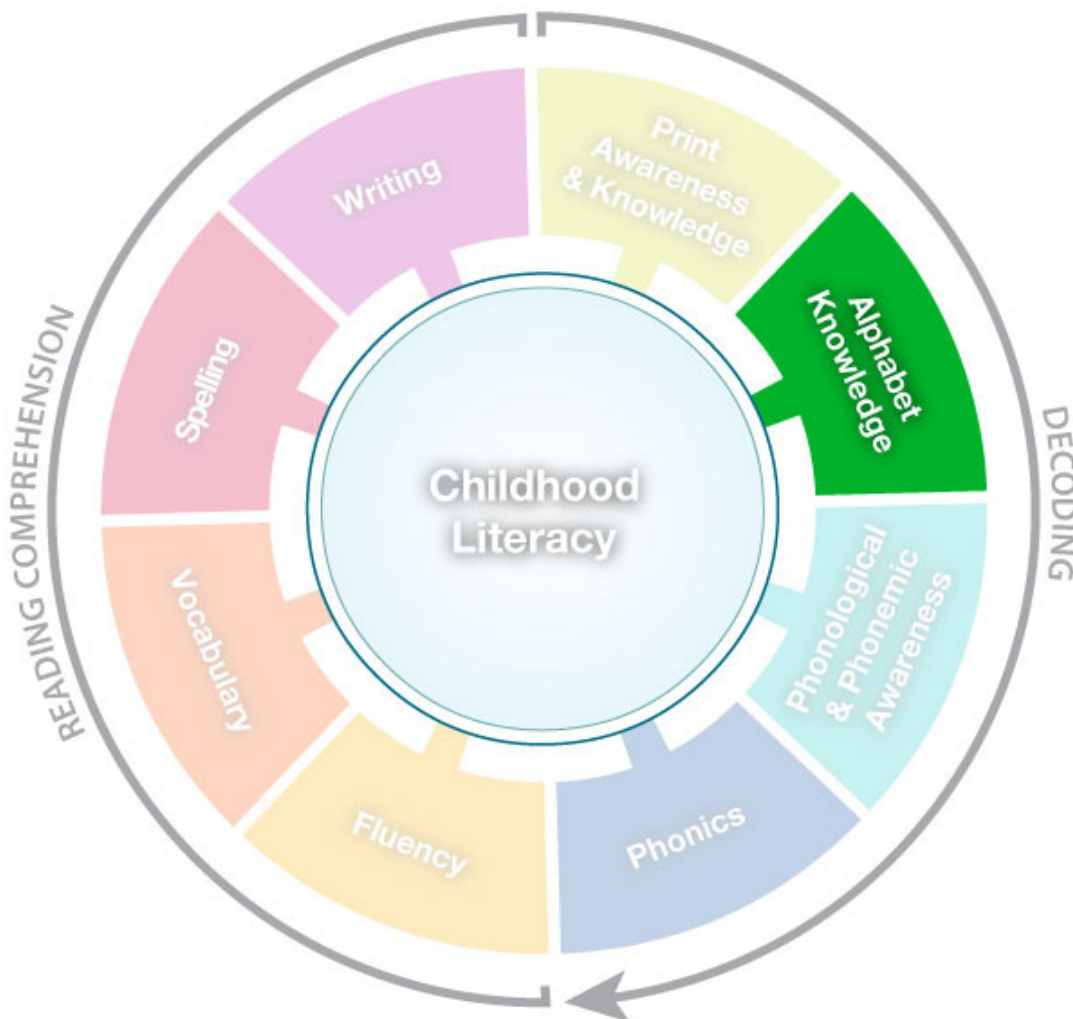 Print
Awareness
& Knowledge
Alphabet
Knowledge
Phonological
& Phonemic
Awareness
Phonics
Fluency
Vocabulary
Spelling
Writing
Childhood
Literacy
DECODING
READING COMPREHENSION